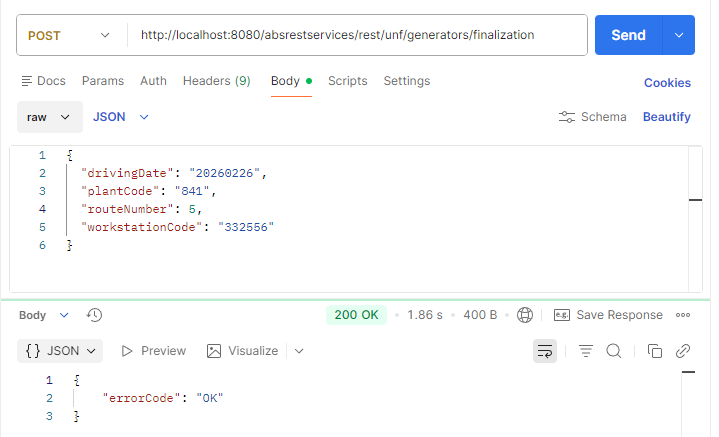 POST http://localhost:8080/absrestservices/rest/unf/generators/finalization Send
Docs Params Auth Headers (9) Body Scripts Settings Cookies
raw JSON Schema Beautify
1 {
2 "drivingDate": "20260226",
3 "plantCode": "841",
4 "routeNumber": 5,
5 "workstationCode": "332556"
6 }
Body 200 OK • 1.86 s • 400 B • e.g. Save Response
{} JSON Preview Visualize
1 {
2 "errorCode": "OK"
3 }